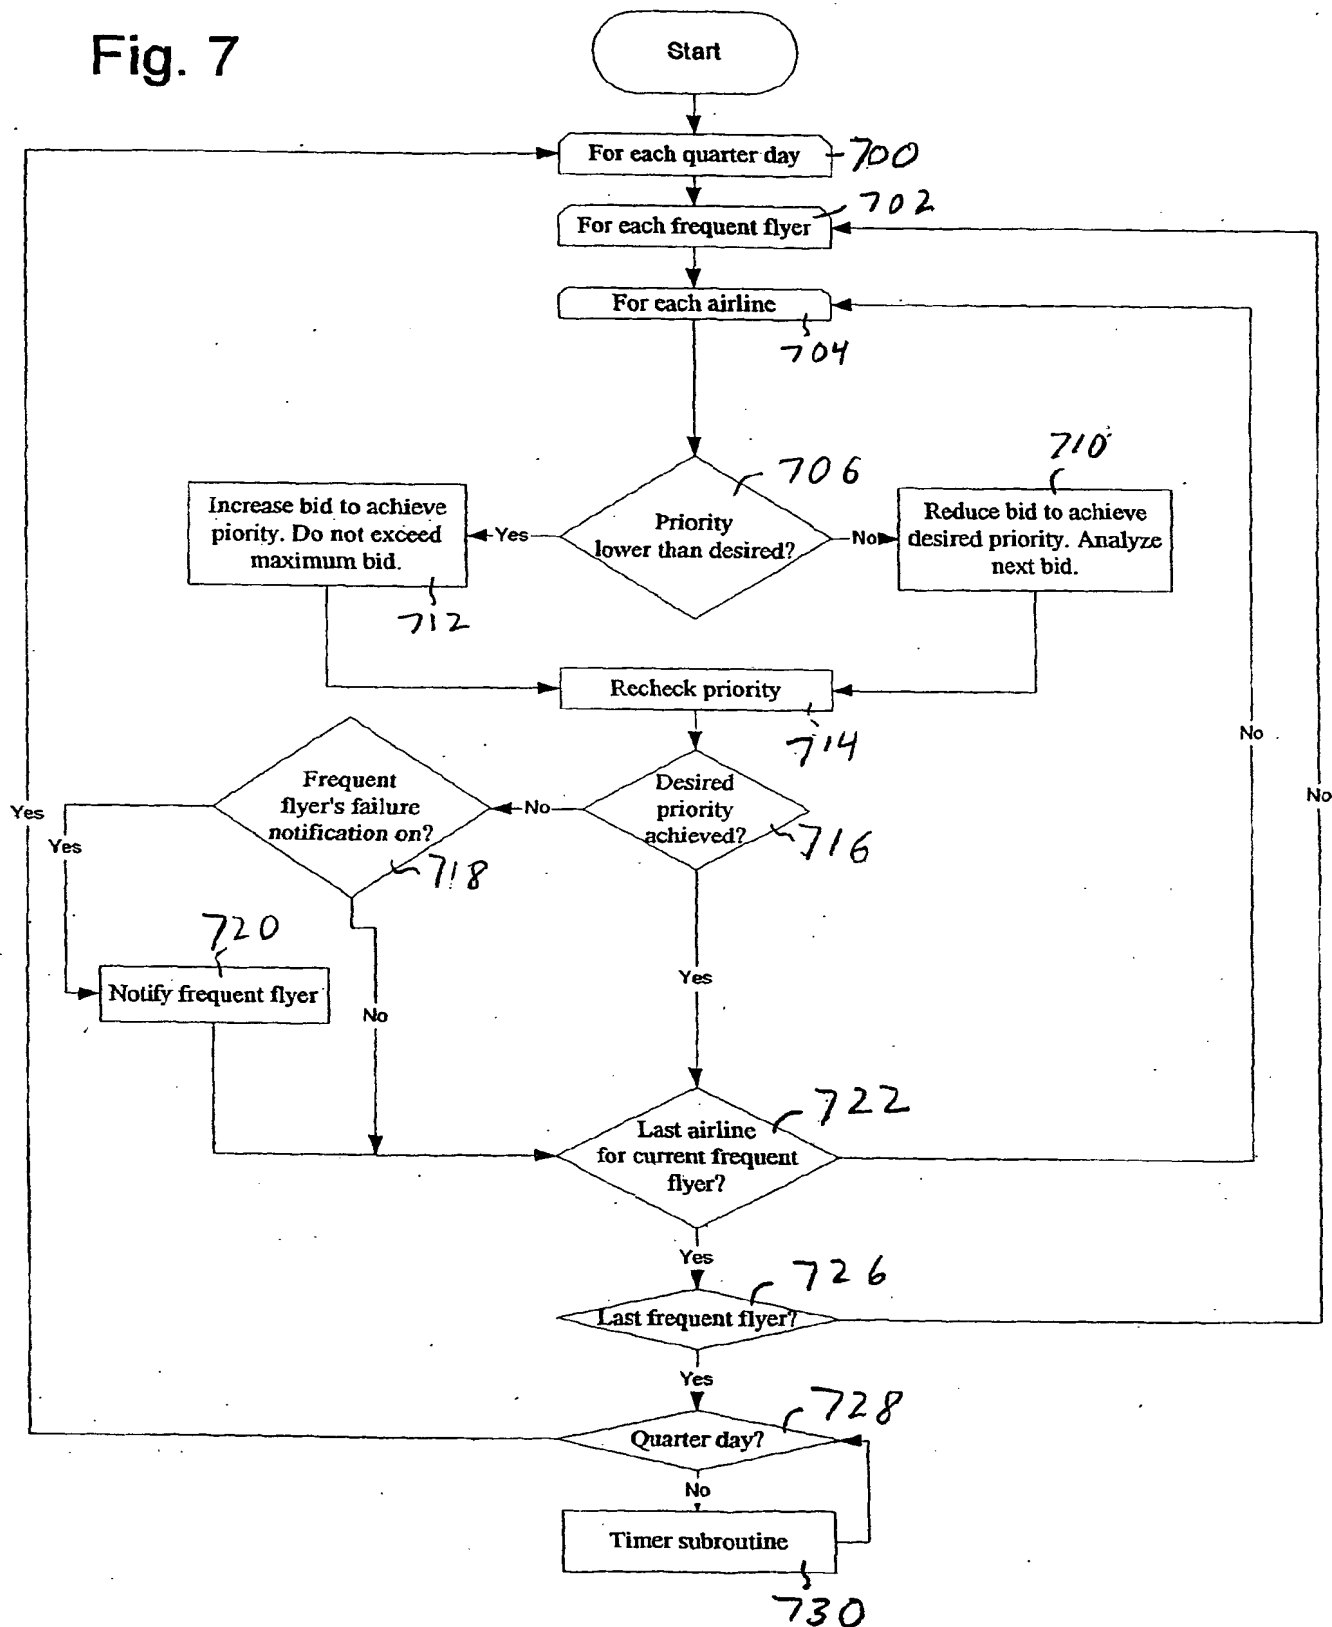 Fig. 7
Start
For each quarter day
700
702
For each frequent flyer
For each airline
704
706
710
Increase bid to achieve
piority. Do not exceed
maximum bid.
Yes
Priority
lower than desired?
No
Reduce bid to achieve
desired priority. Analyze
next bid.
712
Recheck priority
714
No
Frequent
flyer's failure
notification on?
No
Desired
priority
achieved?
No
Yes
Yes
716
718
720
Yes
Notify frequent flyer
No
722
Last airline
for current frequent
flyer?
Yes
726
Last frequent flyer?
Yes
728
Quarter day?
No
Timer subroutine
730